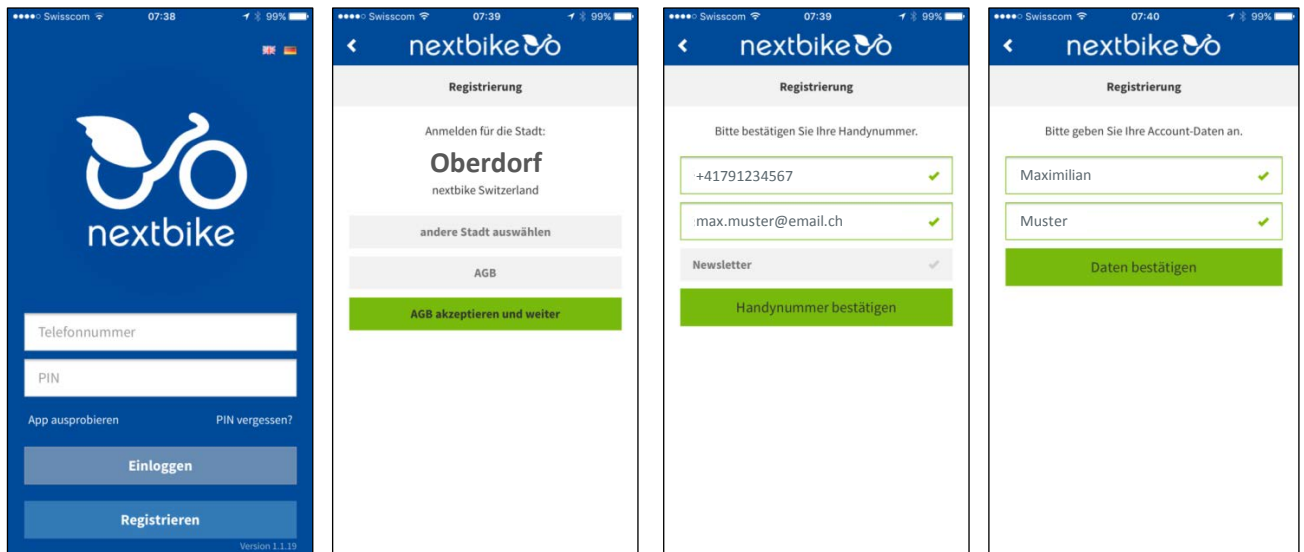 Swisscom 07:38 99%
nextbike
Telefonnummer
PIN
App ausprobieren PIN vergessen?
Einloggen
Registrieren
Version 1.1.19
Swisscom 07:39 99%
nextbike
Registrierung
Anmelden für die Stadt:
Oberdorf
nextbike Switzerland
andere Stadt auswählen
AGB
AGB akzeptieren und weiter
Swisscom 07:39 99%
nextbike
Registrierung
Bitte bestätigen Sie Ihre Handynummer.
+41791234567
max.muster@email.ch
Newsletter
Handynummer bestätigen
Swisscom 07:40 99%
nextbike
Registrierung
Bitte geben Sie Ihre Account-Daten an.
Maximilian
Muster
Daten bestätigen